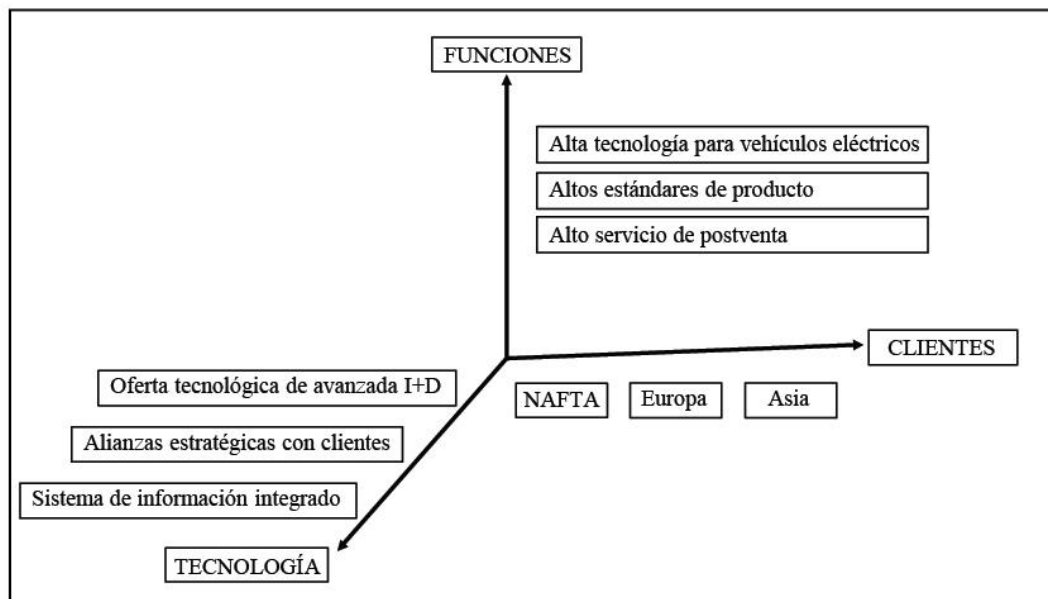 FUNCIONES
Alta tecnología para vehículos eléctricos
Altos estándares de producto
Alto servicio de postventa
CLIENTES
NAFTA
Europa
Asia
Oferta tecnológica de avanzada I+D
Alianzas estratégicas con clientes
Sistema de información integrado
TECNOLOGÍA